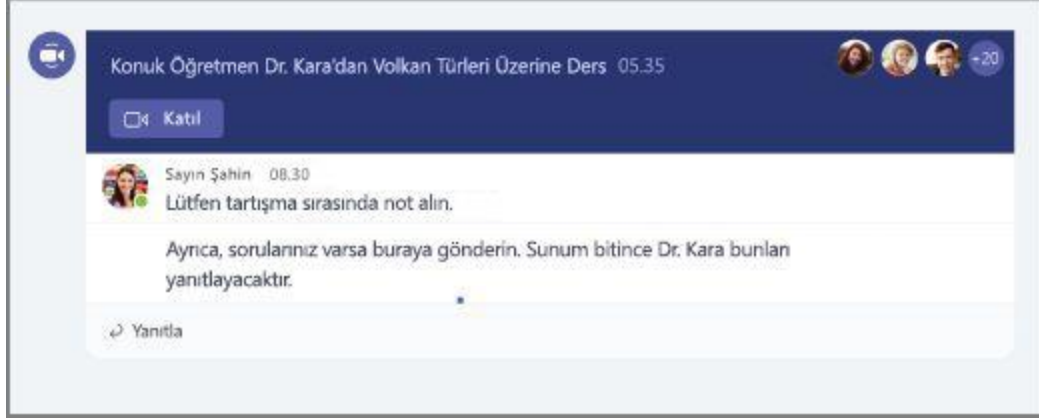 Konuk Öğretmen Dr. Kara'dan Volkan Türleri Üzerine Ders 05.35
+20
Katıl
Sayın Şahin 08.30
Lütfen tartışma sırasında not alın.
Ayrıca, sorularınız varsa buraya gönderin. Sunum bitince Dr. Kara bunları
yanıtlayacaktır.
Yanıtla